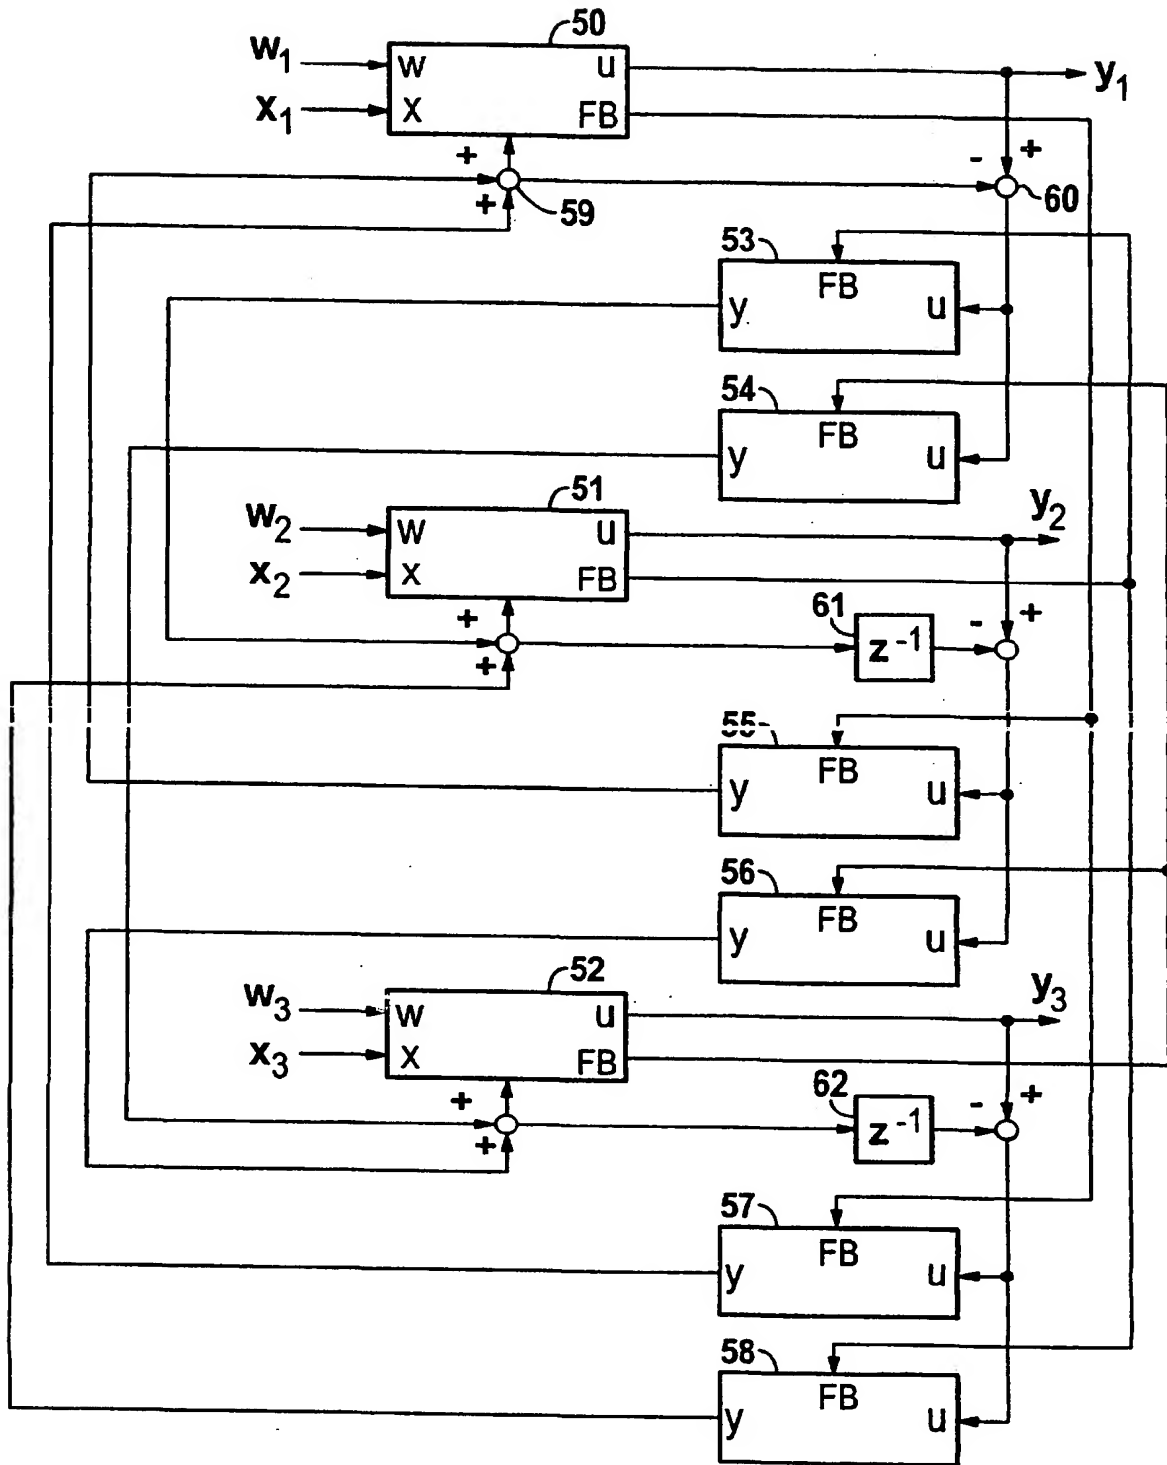 50
w1 w u y1
x1 x FB
+ - +
+ 59 60
53
FB
y u
54
FB
y u
51
w2 w u y2
x2 x FB
+ 61 - +
+ z -1
55
FB
y u
56
FB
y u
52
w3 w u y3
x3 x FB
+ 62 - +
+ z -1
57
FB
y u
58
FB
y u